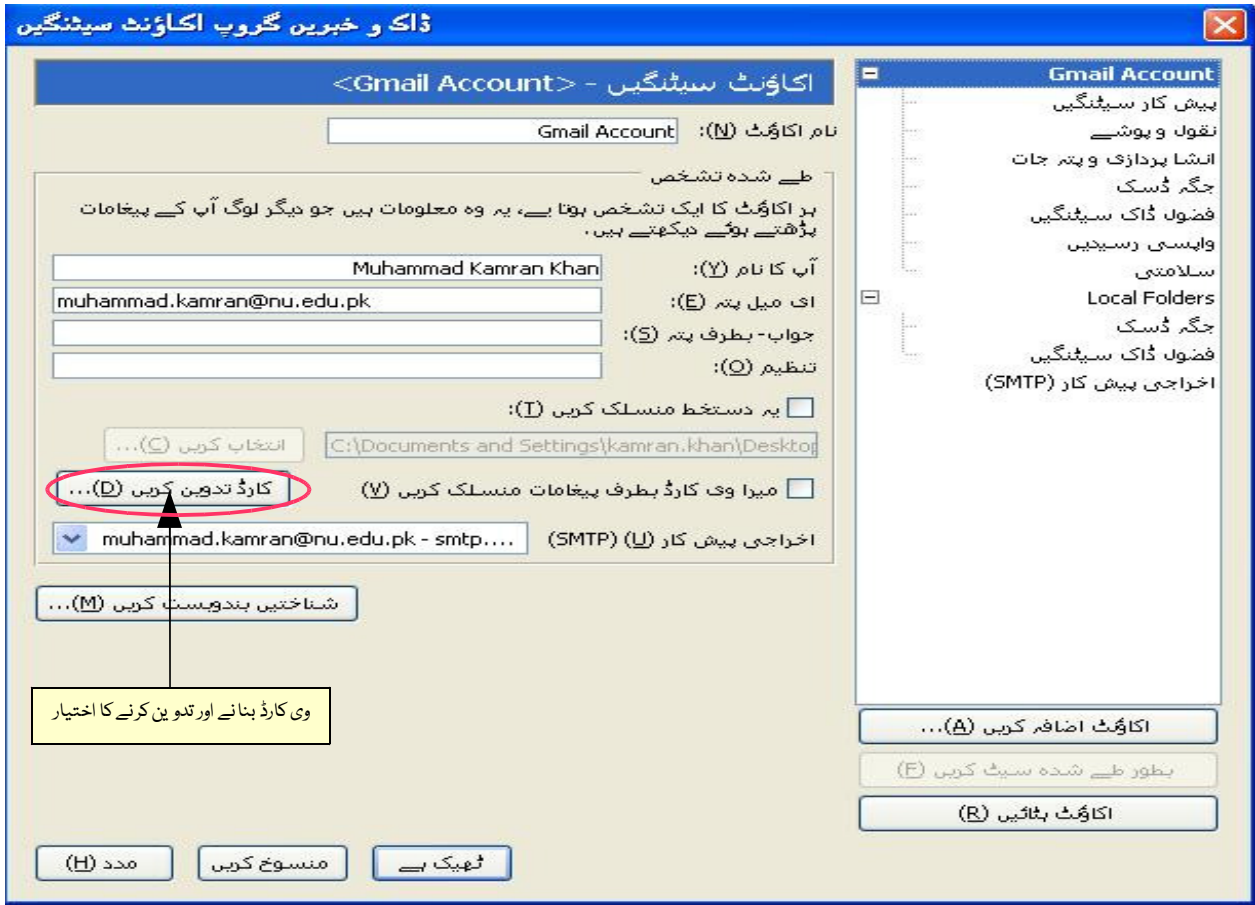 ڈاک و خبریں گروپ اکاؤنٹ سیٹنگیں
Gmail Account
پیش کار سیٹنگیں
نقول و پوشے
انشا پردازی و پتہ جات
جگہ ڈسک
فضول ڈاک سیٹنگیں
واپسی رسیدیں
سلامتی
Local Folders
جگہ ڈسک
فضول ڈاک سیٹنگیں
اخراجی پیش کار (SMTP)
اکاؤنٹ اضافہ کریں (A)...
بطور طے شدہ سیٹ کریں (F)
اکاؤنٹ ہٹائیں (R)
اکاؤنٹ سیٹنگیں - <Gmail Account>
نام اکاؤنٹ (N): Gmail Account
طے شدہ تشخص
ہر اکاؤنٹ کا ایک تشخص ہوتا ہے، یہ وہ معلومات ہیں جو دیگر لوگ آپ کے پیغامات
پڑھتے ہوئے دیکھتے ہیں.
آپ کا نام (Y): Muhammad Kamran Khan
ای میل پتہ (E): muhammad.kamran@nu.edu.pk
جواب-بطرف پتہ (S):
تنظیم (O):
یہ دستخط منسلک کریں (T):
C:\Documents and Settings\kamran.khan\Desktop انتخاب کریں (C)...
میرا وی کارڈ بطرف پیغامات منسلک کریں (V) کارڈ تدوین کریں (D)...
اخراجی پیش کار (U) (SMTP) muhammad.kamran@nu.edu.pk - smtp....
شناختیں بندوبست کریں (M)...
وی کارڈ بنانے اور تدوین کرنے کا اختیار
ٹھیک ہے منسوخ کریں مدد (H)